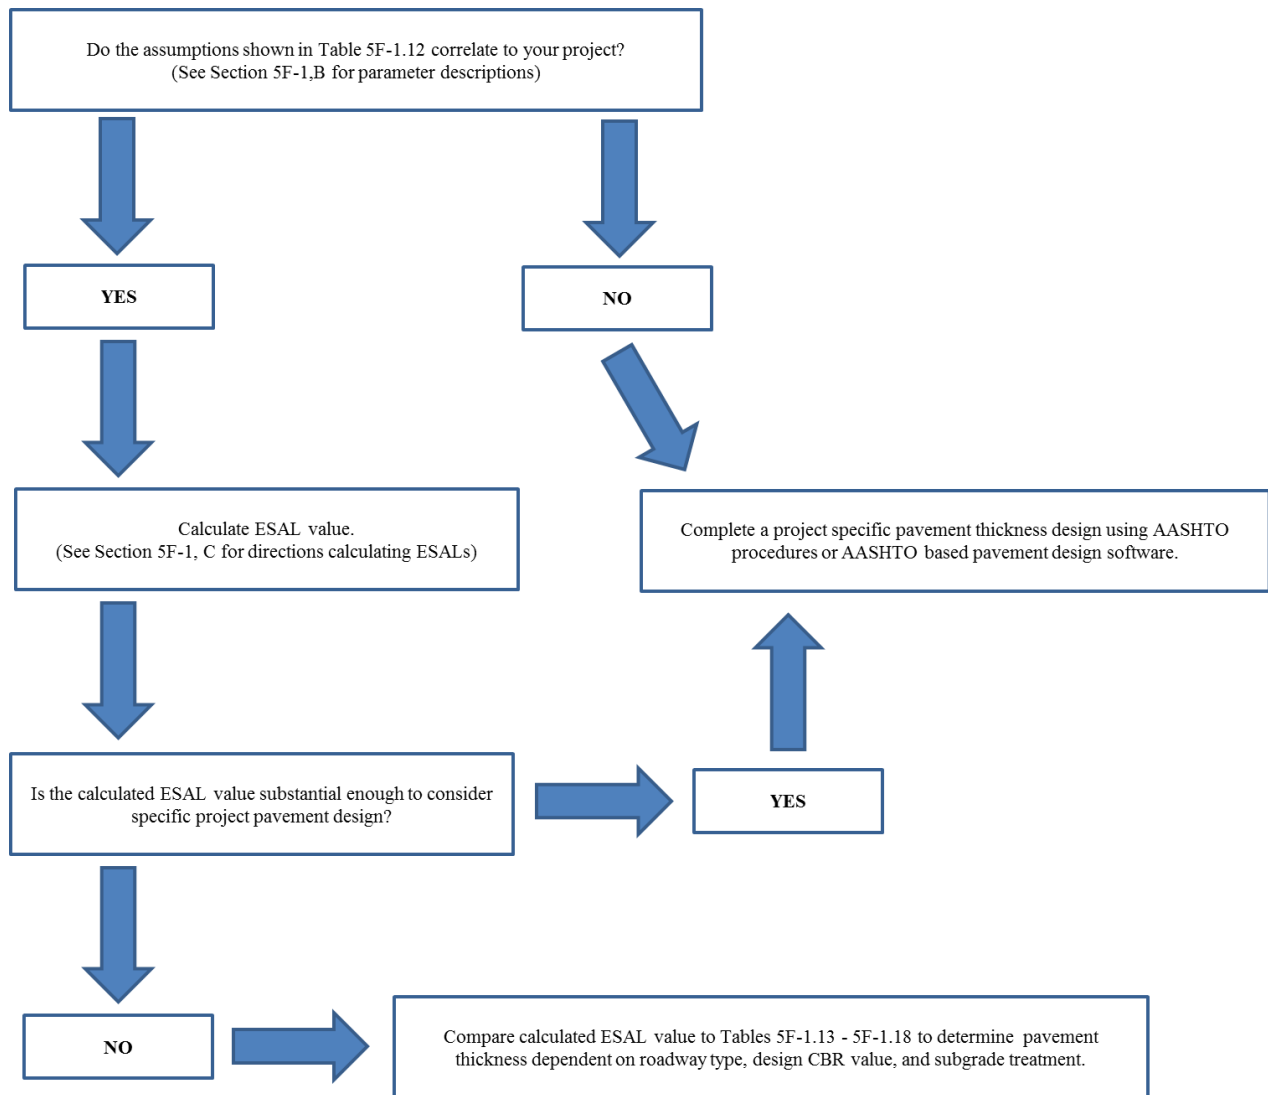 Do the assumptions shown in Table 5F-1.12 correlate to your project?
(See Section 5F-1,B for parameter descriptions)
YES
NO
Calculate ESAL value.
(See Section 5F-1, C for directions calculating ESALs)
Complete a project specific pavement thickness design using AASHTO
procedures or AASHTO based pavement design software.
Is the calculated ESAL value substantial enough to consider
specific project pavement design?
YES
NO
Compare calculated ESAL value to Tables 5F-1.13 - 5F-1.18 to determine pavement
thickness dependent on roadway type, design CBR value, and subgrade treatment.